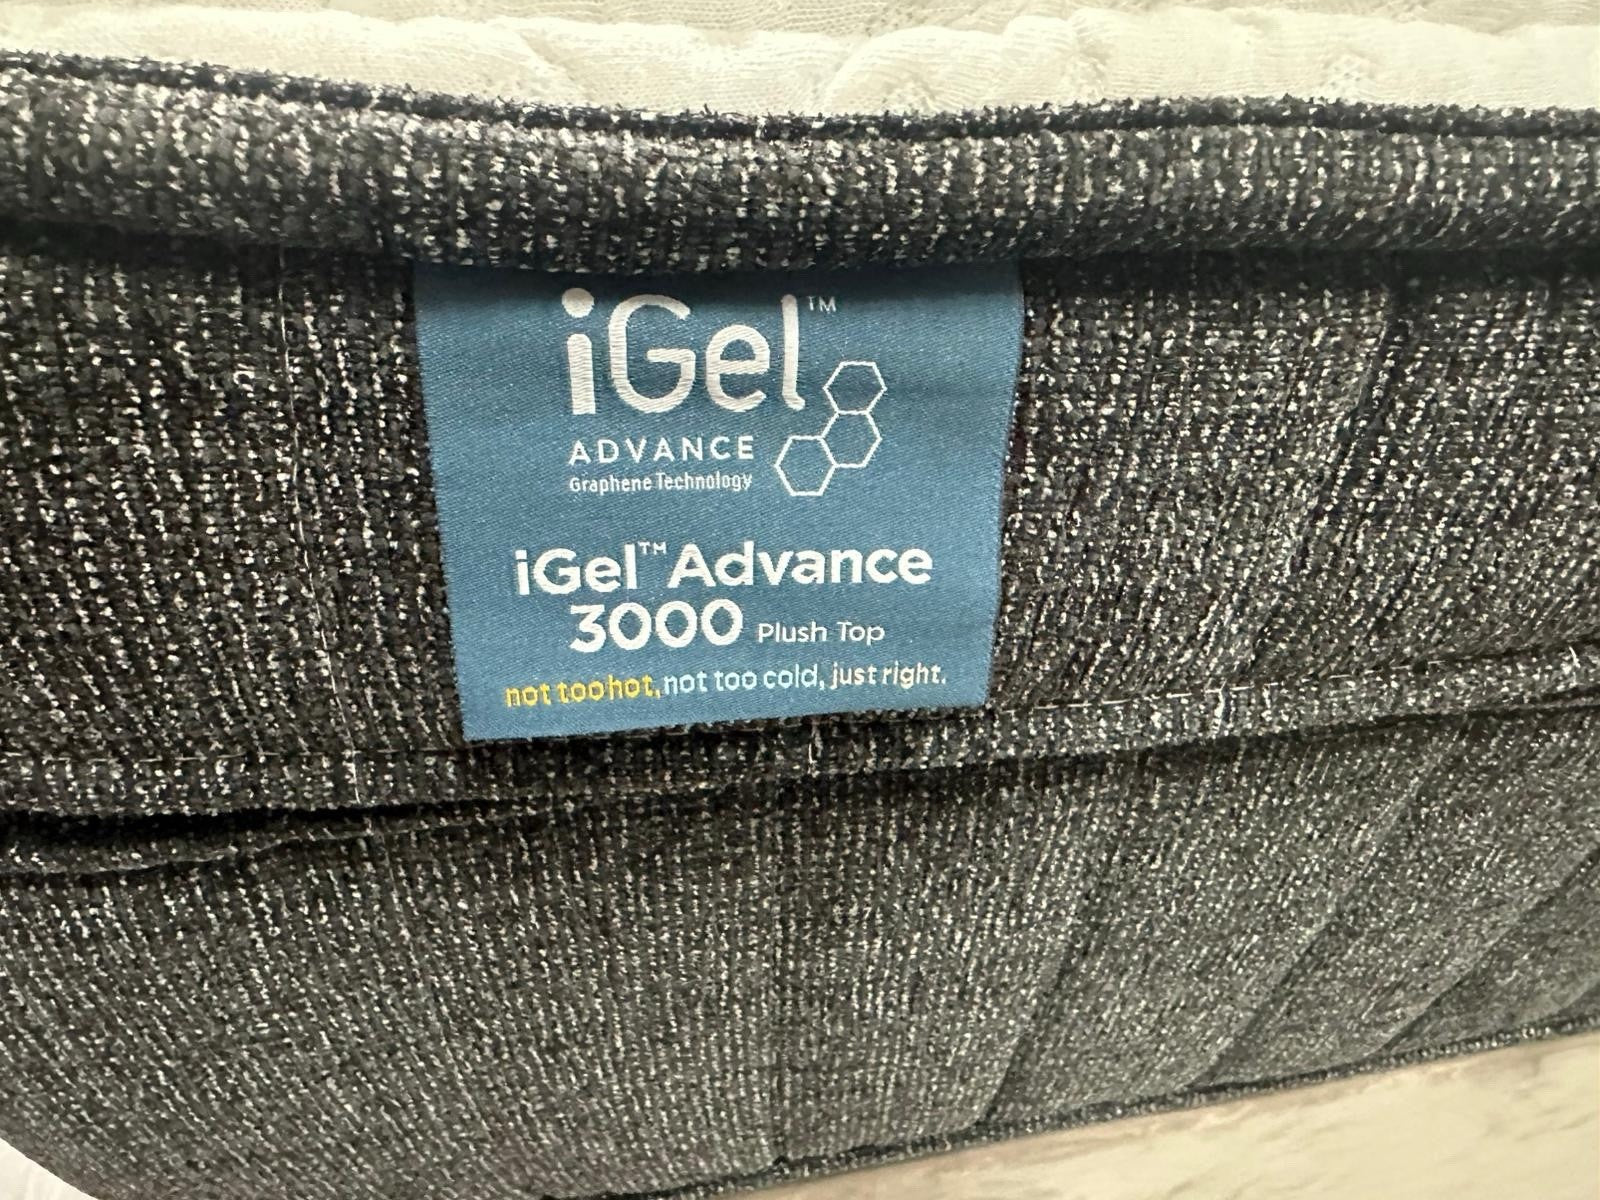 iGel™
ADVANCE
Graphene Technology
iGel™ Advance
3000 Plush Top
not too hot, not too cold, just right.